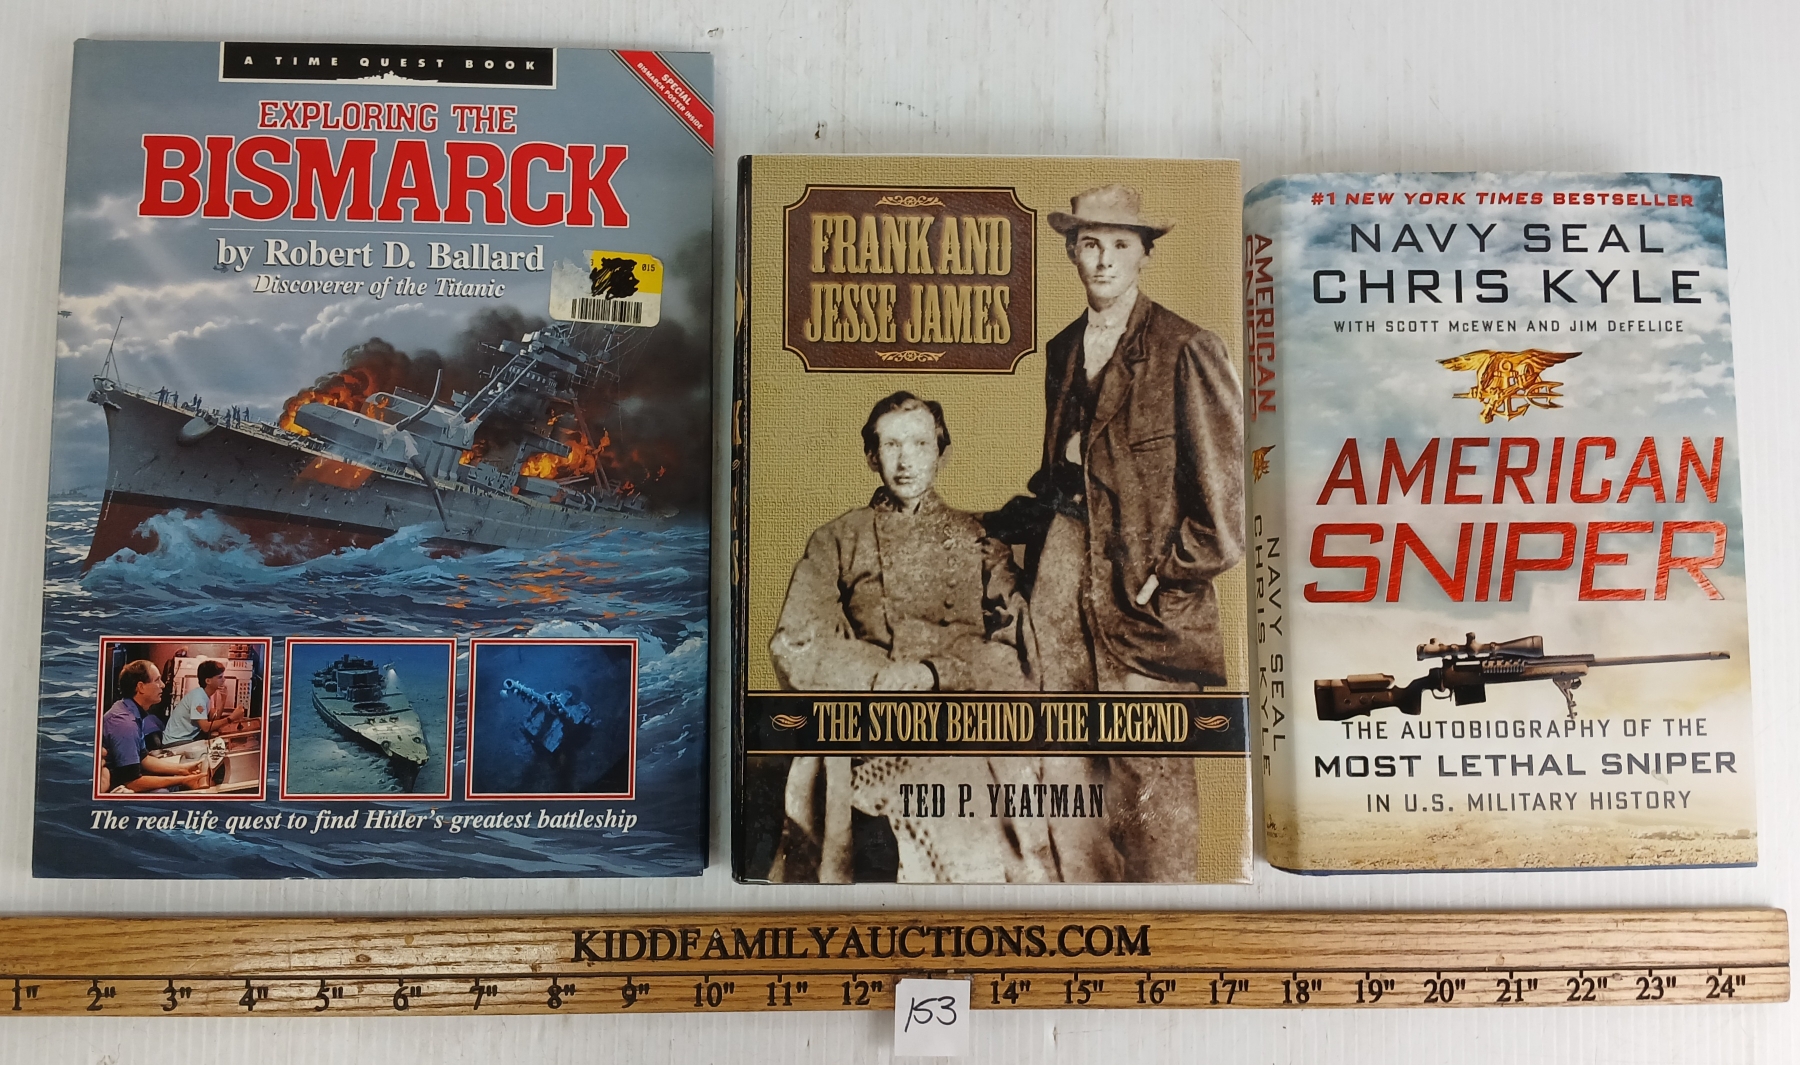 A TIME QUEST BOOK
SPECIAL
BISMARCK POSTER INSIDE
EXPLORING THE
BISMARCK
by Robert D. Ballard
Discoverer of the Titanic
015
The real-life quest to find Hitler's greatest battleship
FRANK AND
JESSE JAMES
THE STORY BEHIND THE LEGEND
TED P. YEATMAN
AMERICAN
NAVY SEAL
CHRIS KYLE
#1 NEW YORK TIMES BESTSELLER
NAVY SEAL
CHRIS KYLE
WITH SCOTT McEWEN AND JIM DeFELICE
AMERICAN
SNIPER
THE AUTOBIOGRAPHY OF THE
MOST LETHAL SNIPER
IN U.S. MILITARY HISTORY
KIDDFAMILYAUCTIONS.COM
1" 2" 3" 4" 5" 6" 7" 8" 9" 10" 11" 12" 14" 15" 16" 17" 18" 19" 20" 21" 22" 23" 24"
153